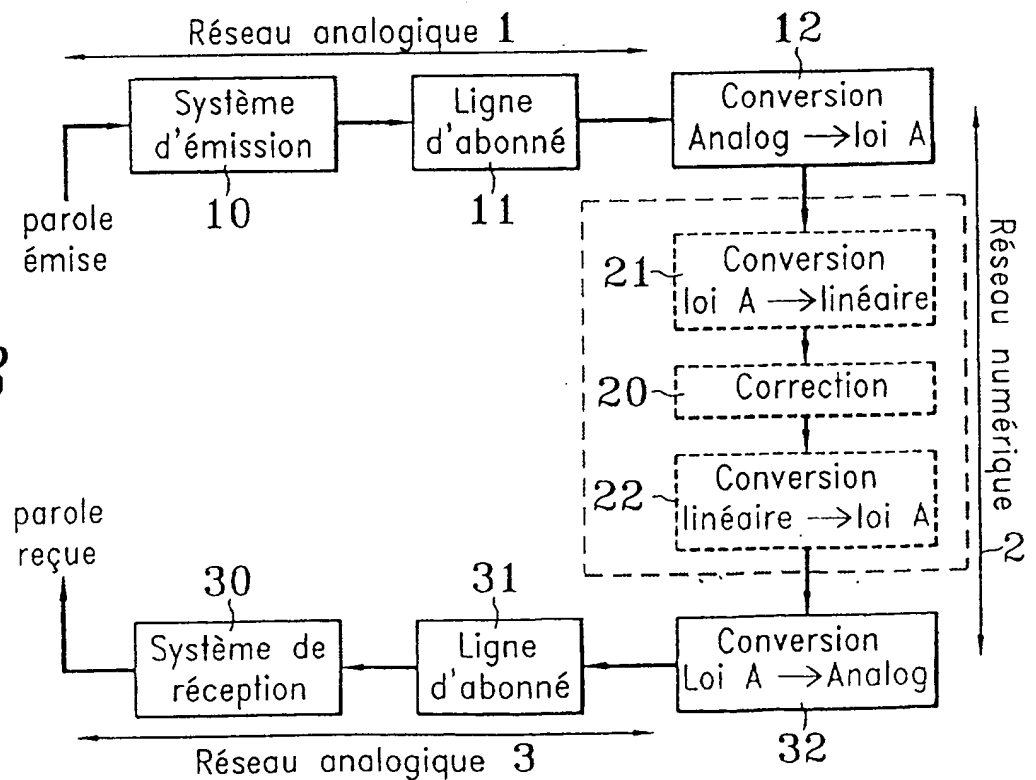 Réseau analogique 1
Système
d'émission
10
Ligne
d'abonné
11
12
Conversion
Analog → loi A
parole
émise
21
Conversion
loi A → linéaire
20
Correction
22
Conversion
linéaire → loi A
Réseau numérique
2
parole
reçue
30
Système de
réception
31
Ligne
d'abonné
Conversion
Loi A → Analog
32
Réseau analogique 3